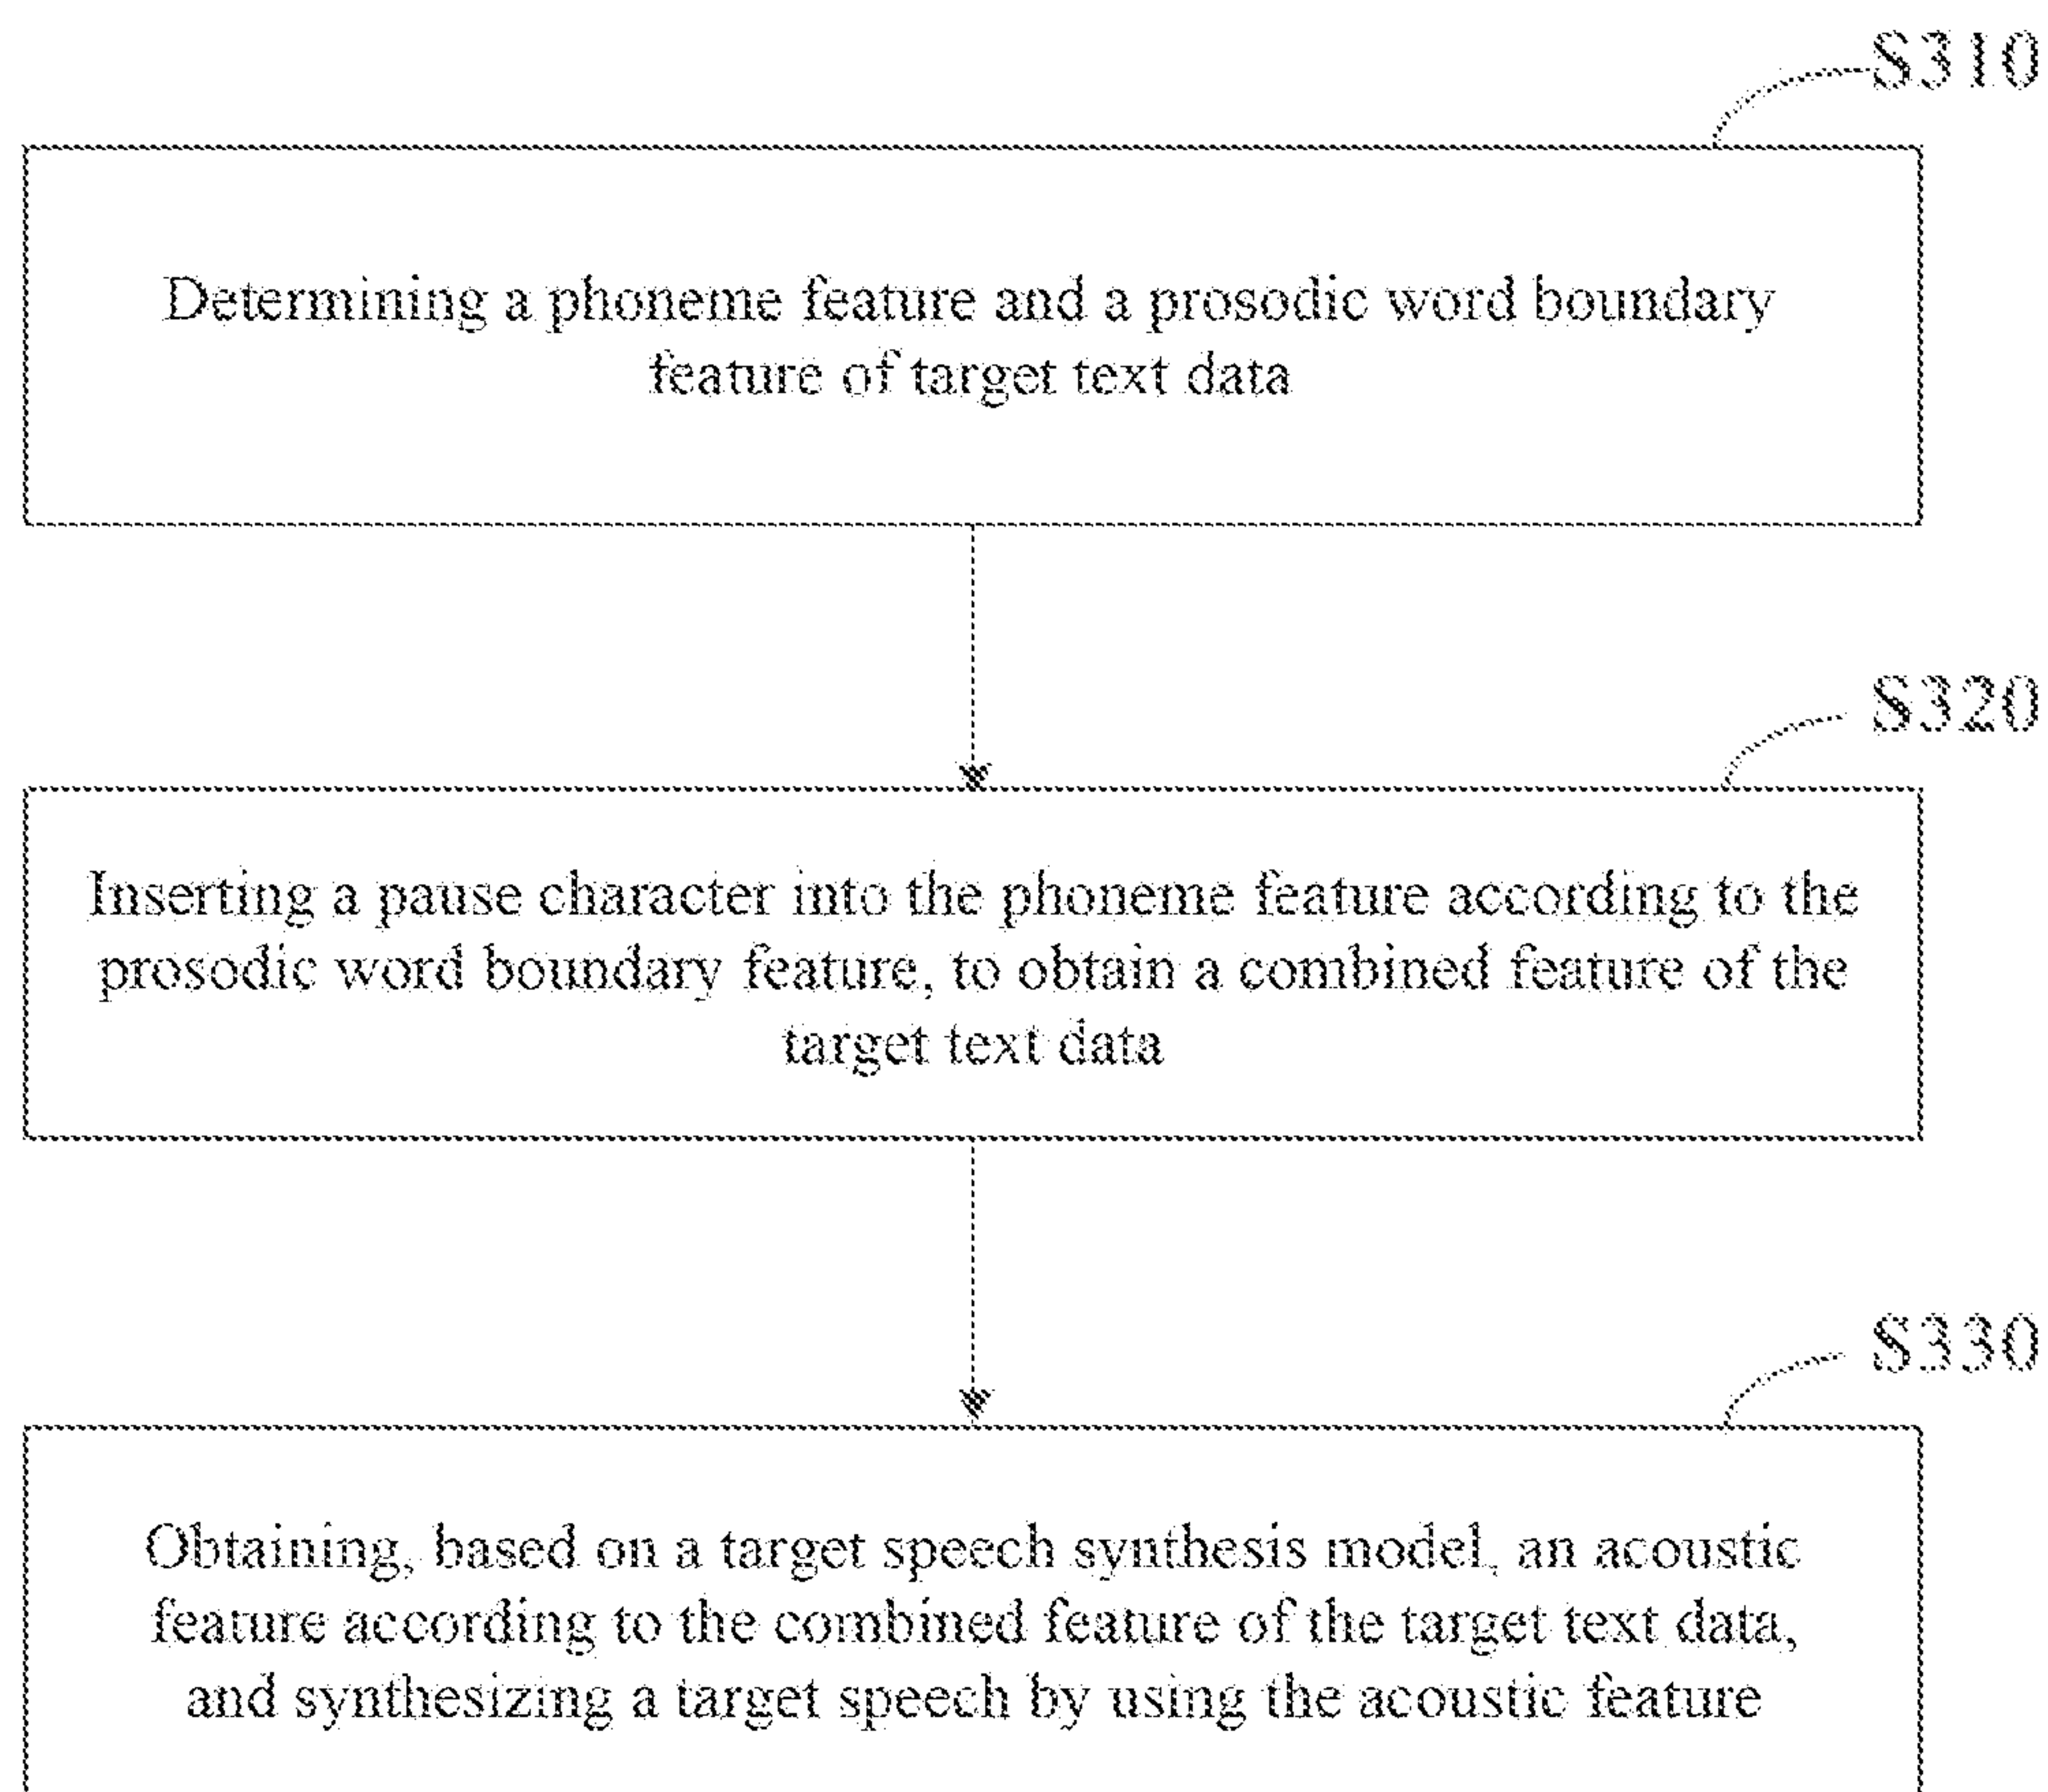 S310
Determining a phoneme feature and a prosodic word boundary
feature of target text data
S320
Inserting a pause character into the phoneme feature according to the
prosodic word boundary feature, to obtain a combined feature of the
target text data
S330
Obtaining, based on a target speech synthesis model, an acoustic
feature according to the combined feature of the target text data,
and synthesizing a target speech by using the acoustic feature